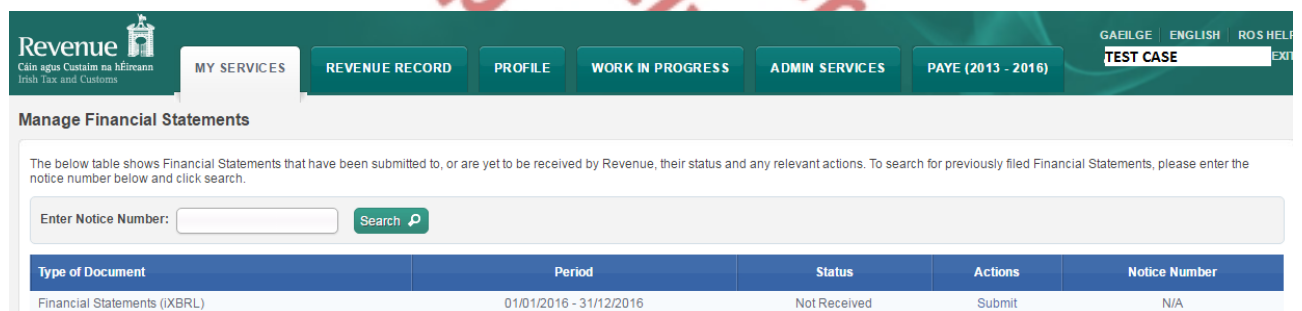 Revenue
Cáin agus Custaim na hÉireann
Irish Tax and Customs
MY SERVICES
REVENUE RECORD
PROFILE
WORK IN PROGRESS
ADMIN SERVICES
PAYE (2013 - 2016)
GAEILGE ENGLISH ROS HELP
TEST CASE EXIT
Manage Financial Statements
The below table shows Financial Statements that have been submitted to, or are yet to be received by Revenue, their status and any relevant actions. To search for previously filed Financial Statements, please enter the
notice number below and click search.
Enter Notice Number: Search
Type of Document Period Status Actions Notice Number
Financial Statements (iXBRL) 01/01/2016 - 31/12/2016 Not Received Submit N/A